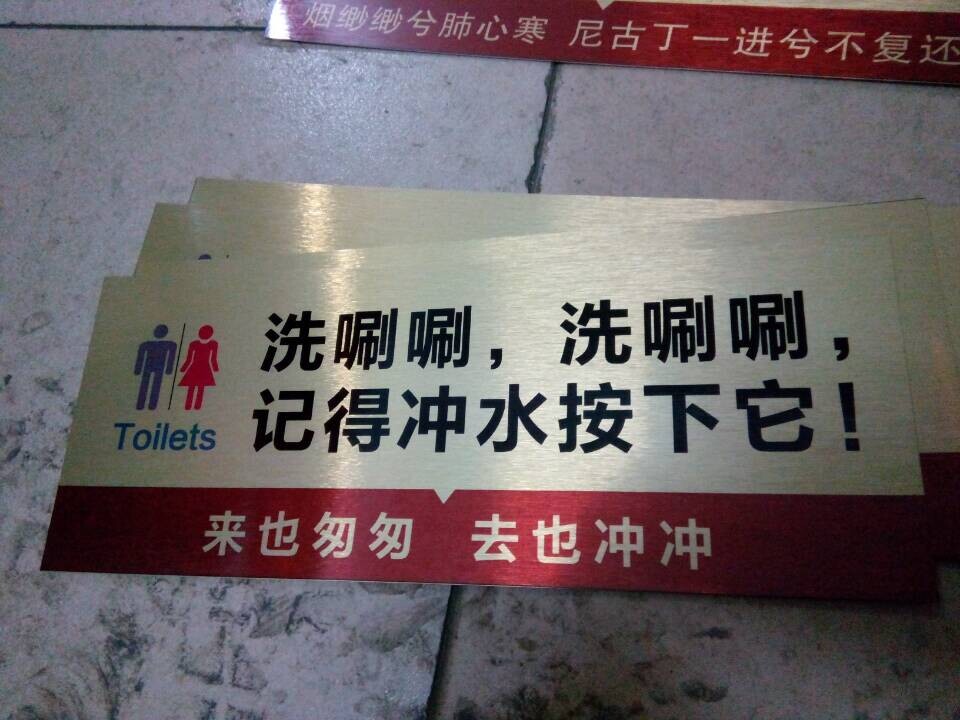 烟缈缈兮肺心寒 尼古丁一进兮不复还
洗唰唰，洗唰唰，
记得冲水按下它！
Toilets
来也匆匆 去也冲冲